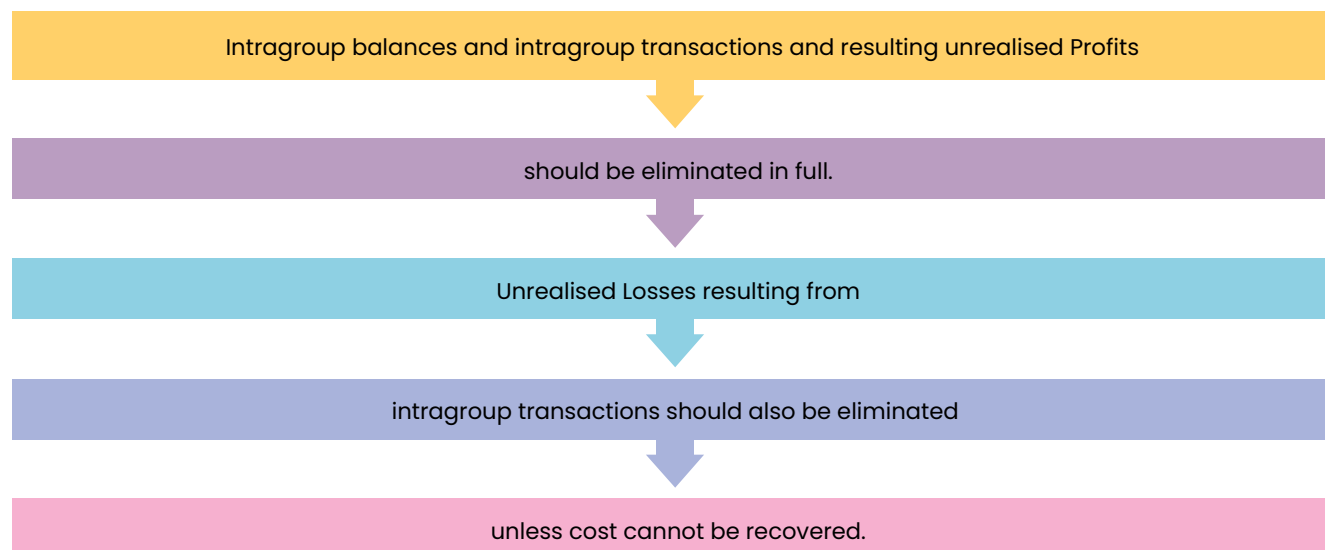 Intragroup balances and intragroup transactions and resulting unrealised Profits
should be eliminated in full.
Unrealised Losses resulting from
intragroup transactions should also be eliminated
unless cost cannot be recovered.